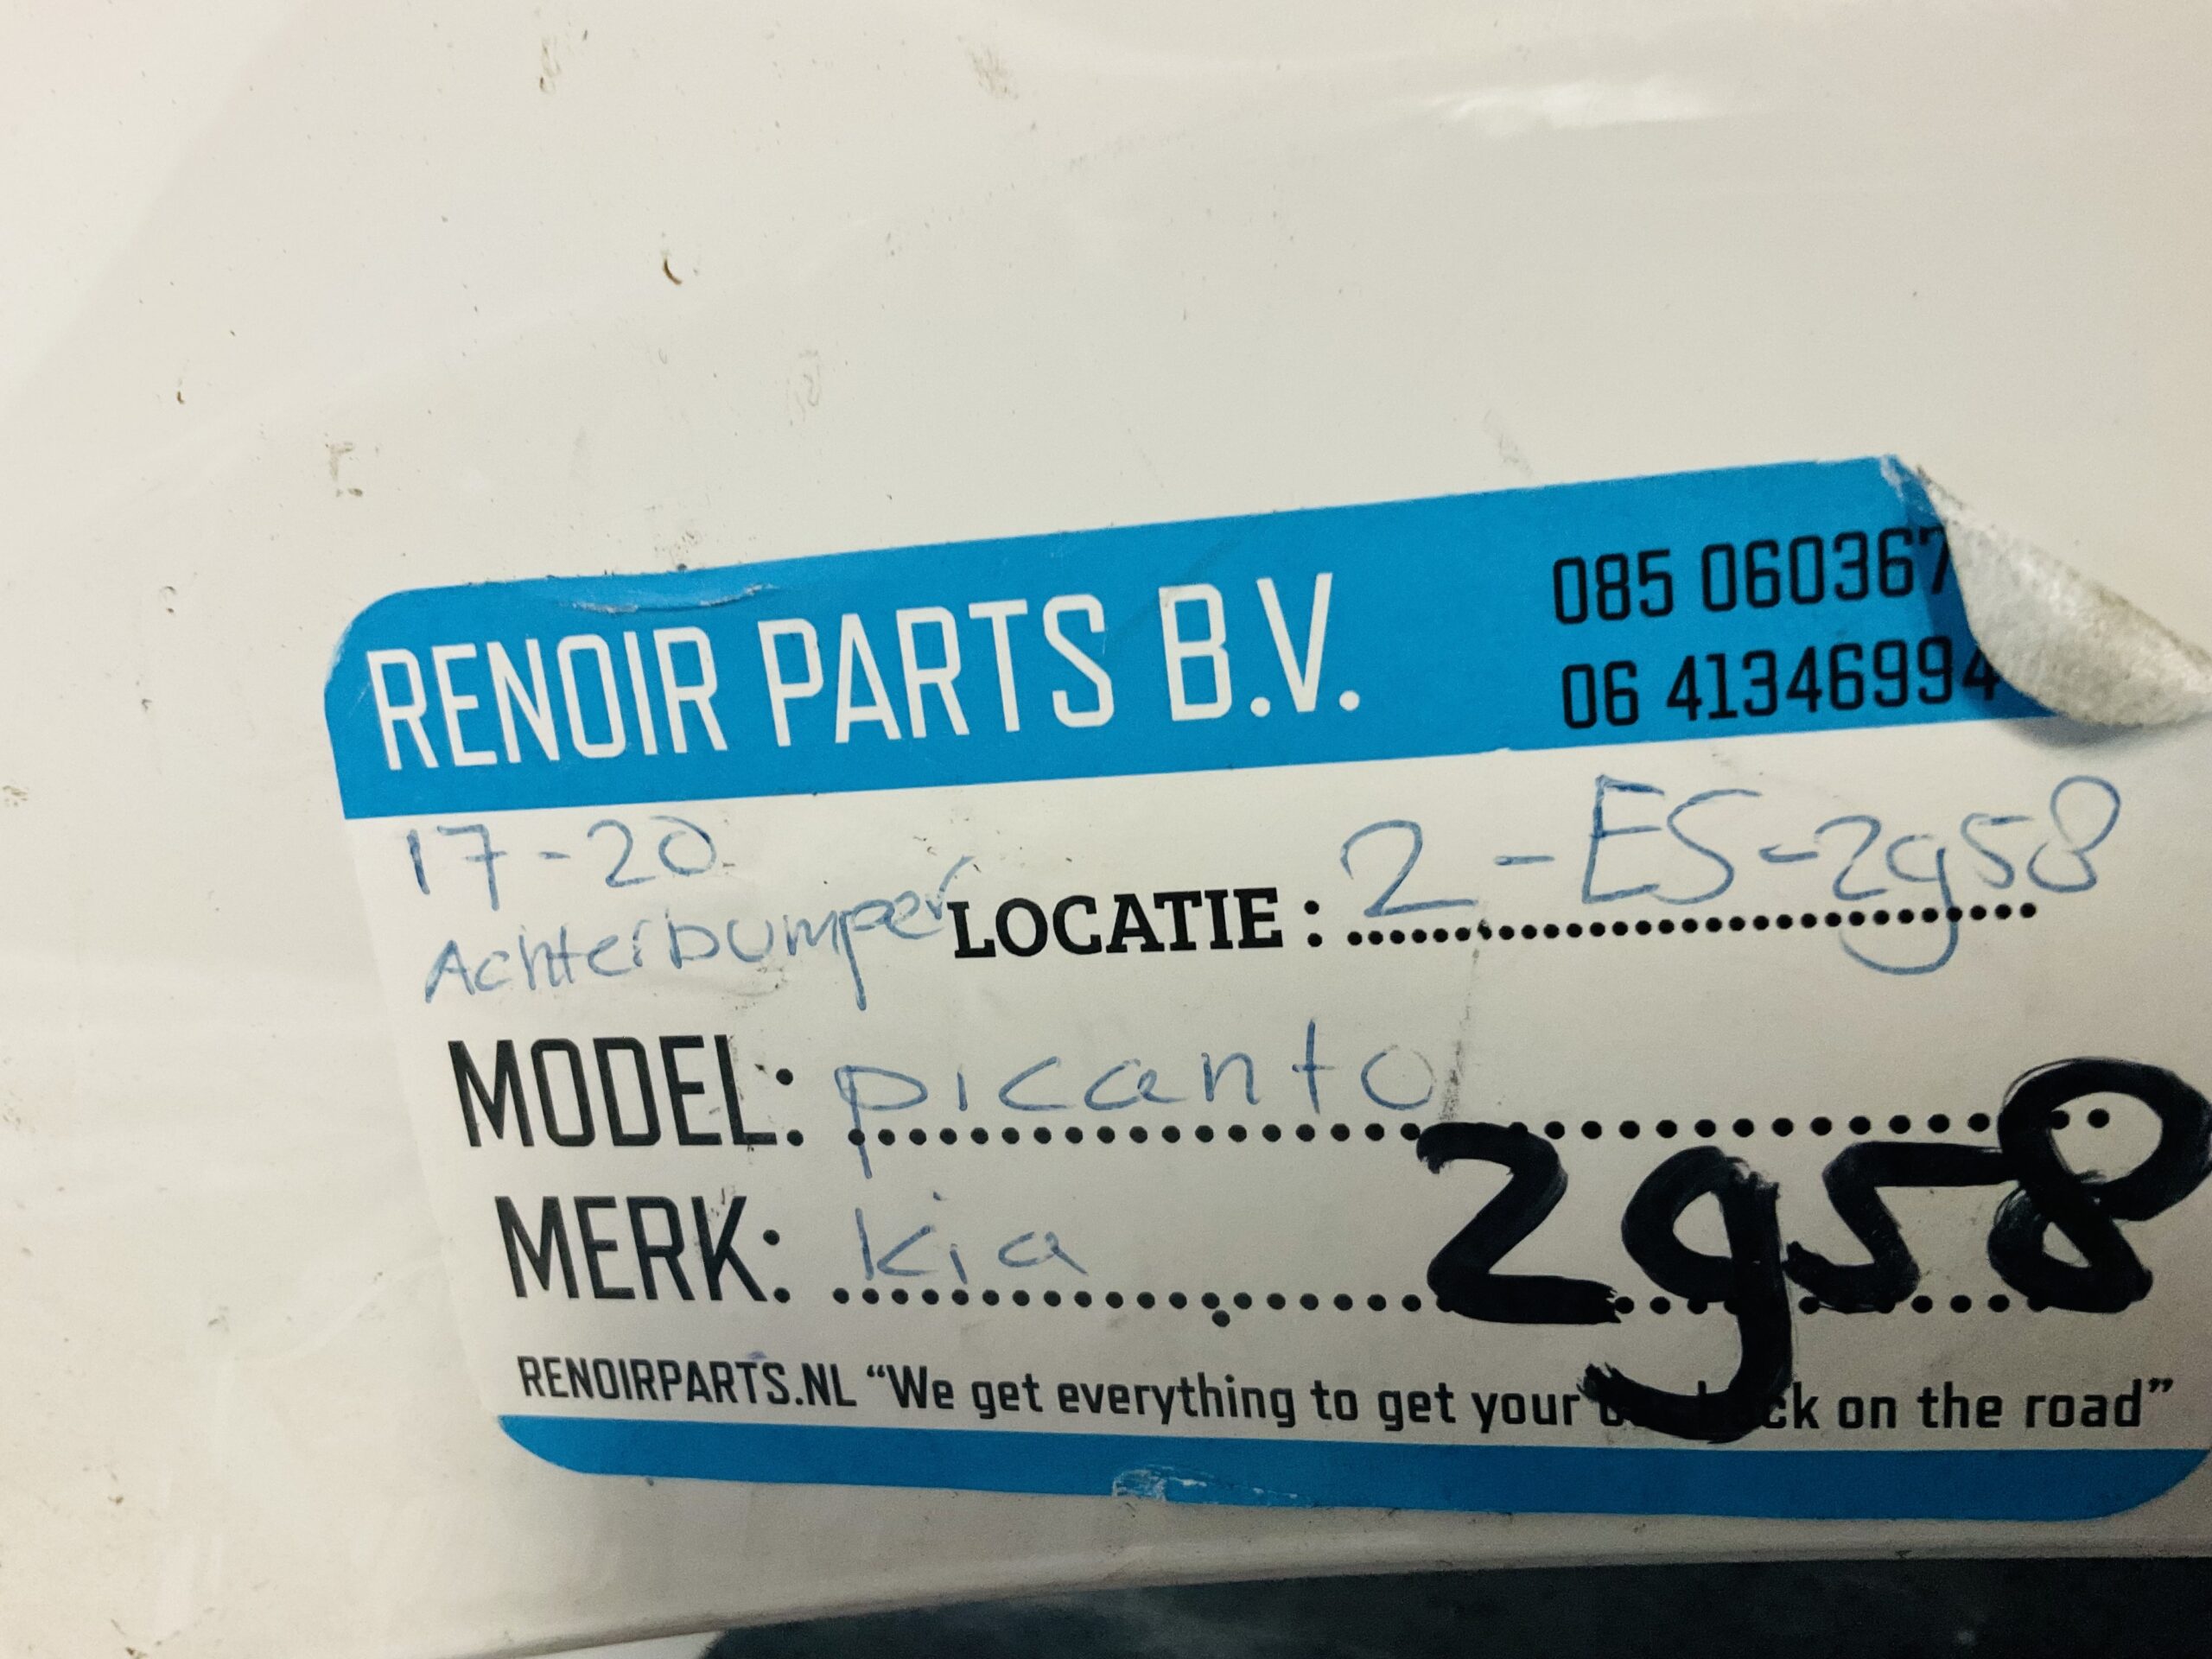 RENOIR PARTS B.V.
085 060367
06 41346994
17-20
Achterbumper
LOCATIE : 2-ES-2958
MODEL: picanto
MERK: kia
2958
RENOIRPARTS.NL “We get everything to get your on the road”